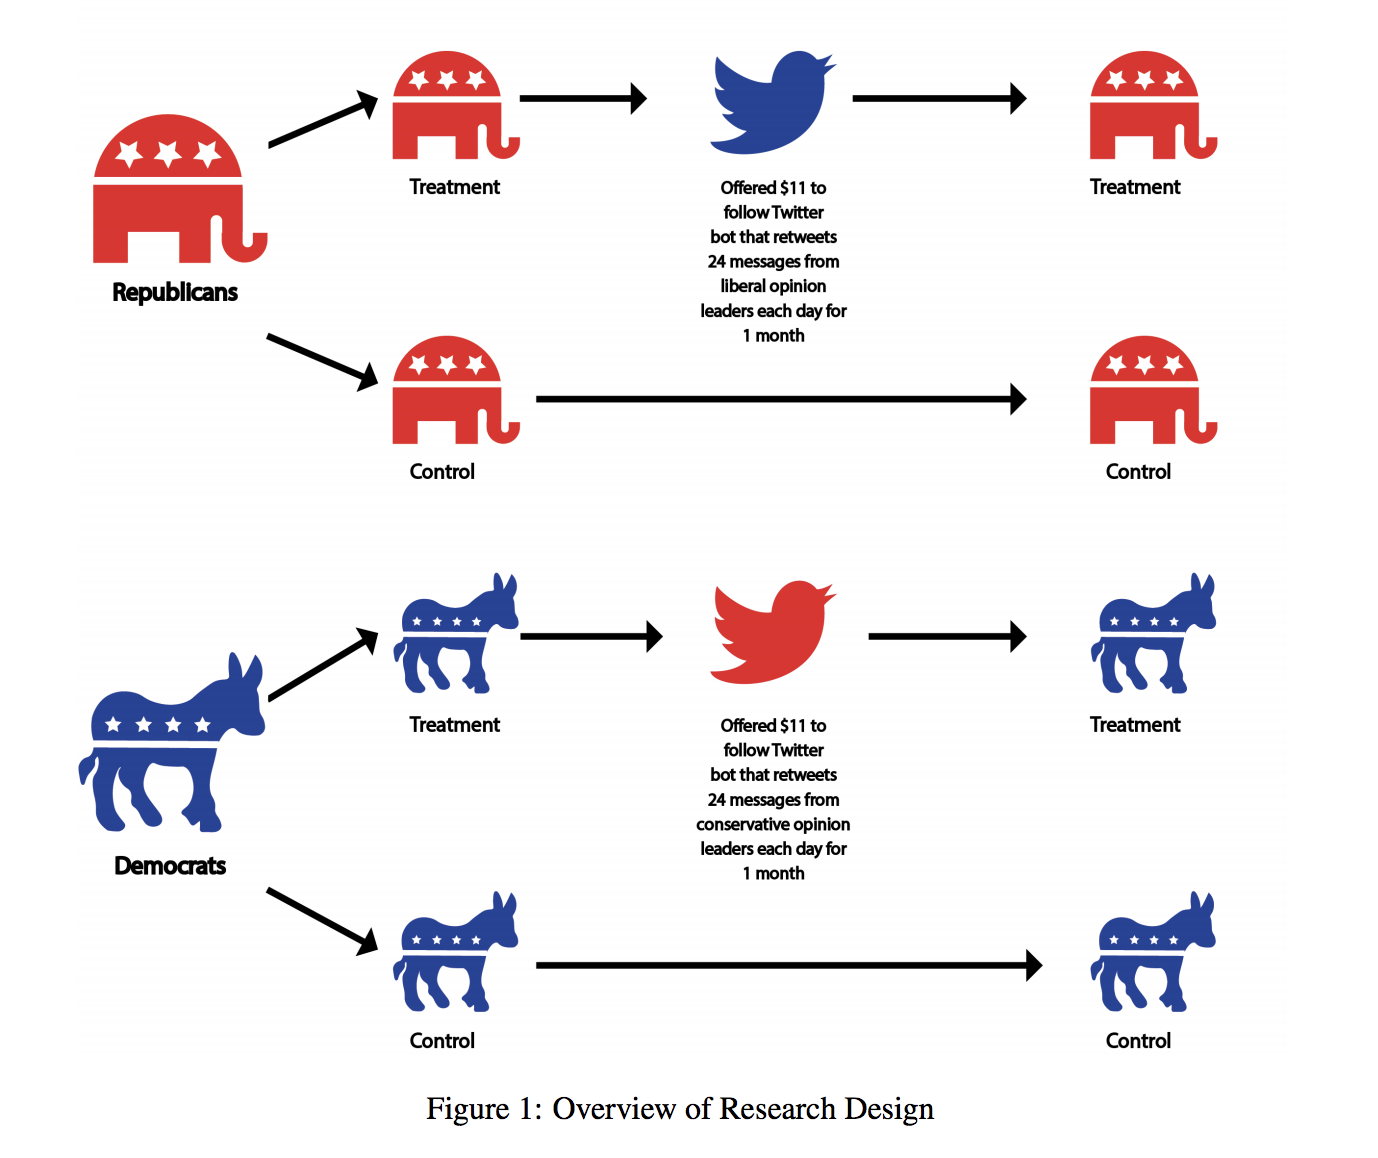 Treatment
Offered $11 to
follow Twitter
bot that retweets
24 messages from
liberal opinion
leaders each day for
1 month
Treatment
Republicans
Control
Control
Treatment
Offered $11 to
follow Twitter
bot that retweets
24 messages from
conservative opinion
leaders each day for
1 month
Treatment
Democrats
Control
Control
Figure 1: Overview of Research Design